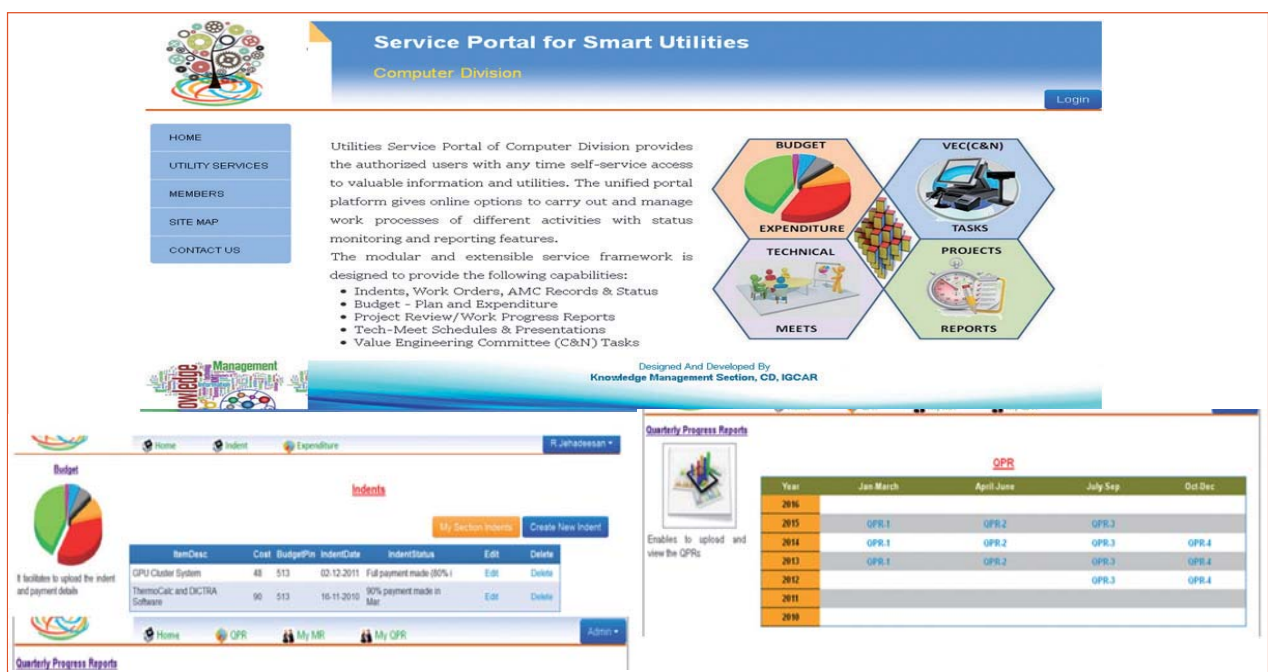 Service Portal for Smart Utilities
Computer Division
Login
HOME
UTILITY SERVICES
MEMBERS
SITE MAP
CONTACT US
Utilities Service Portal of Computer Division provides
the authorized users with any time self-service access
to valuable information and utilities. The unified portal
platform gives online options to carry out and manage
work processes of different activities with status
monitoring and reporting features.
The modular and extensible service framework is
designed to provide the following capabilities:
• Indents, Work Orders, AMC Records & Status
• Budget - Plan and Expenditure
• Project Review/Work Progress Reports
• Tech-Meet Schedules & Presentations
• Value Engineering Committee (C&N) Tasks
BUDGET
EXPENDITURE
VEC(C&N)
TASKS
TECHNICAL
MEETS
PROJECTS
REPORTS
Management
Designed And Developed By
Knowledge Management Section, CD, IGCAR
Home Indent Expenditure R.Jehadeesan
Budget
It facilitates to upload the indent
and payment details
Indents
My Section Indents Create New Indent
ItemDesc Cost BudgetPin IndentDate IndentStatus Edit Delete
GPU Cluster System 48 513 02-12-2011 Full payment made (80% ) Edit Delete
ThermoCalc and DICTRA
Software 90 513 16-11-2010 90% payment made in
Mar. Edit Delete
Home QPR My MR My QPR Admin
Quarterly Progress Reports
Quarterly Progress Reports
Enables to upload and
view the QPRs
QPR
Year Jan-March April-June July-Sep Oct-Dec
2016
2015 QPR-1 QPR-2 QPR-3
2014 QPR-1 QPR-2 QPR-3 QPR-4
2013 QPR-1 QPR-2 QPR-3 QPR-4
2012 QPR-3 QPR-4
2011
2010